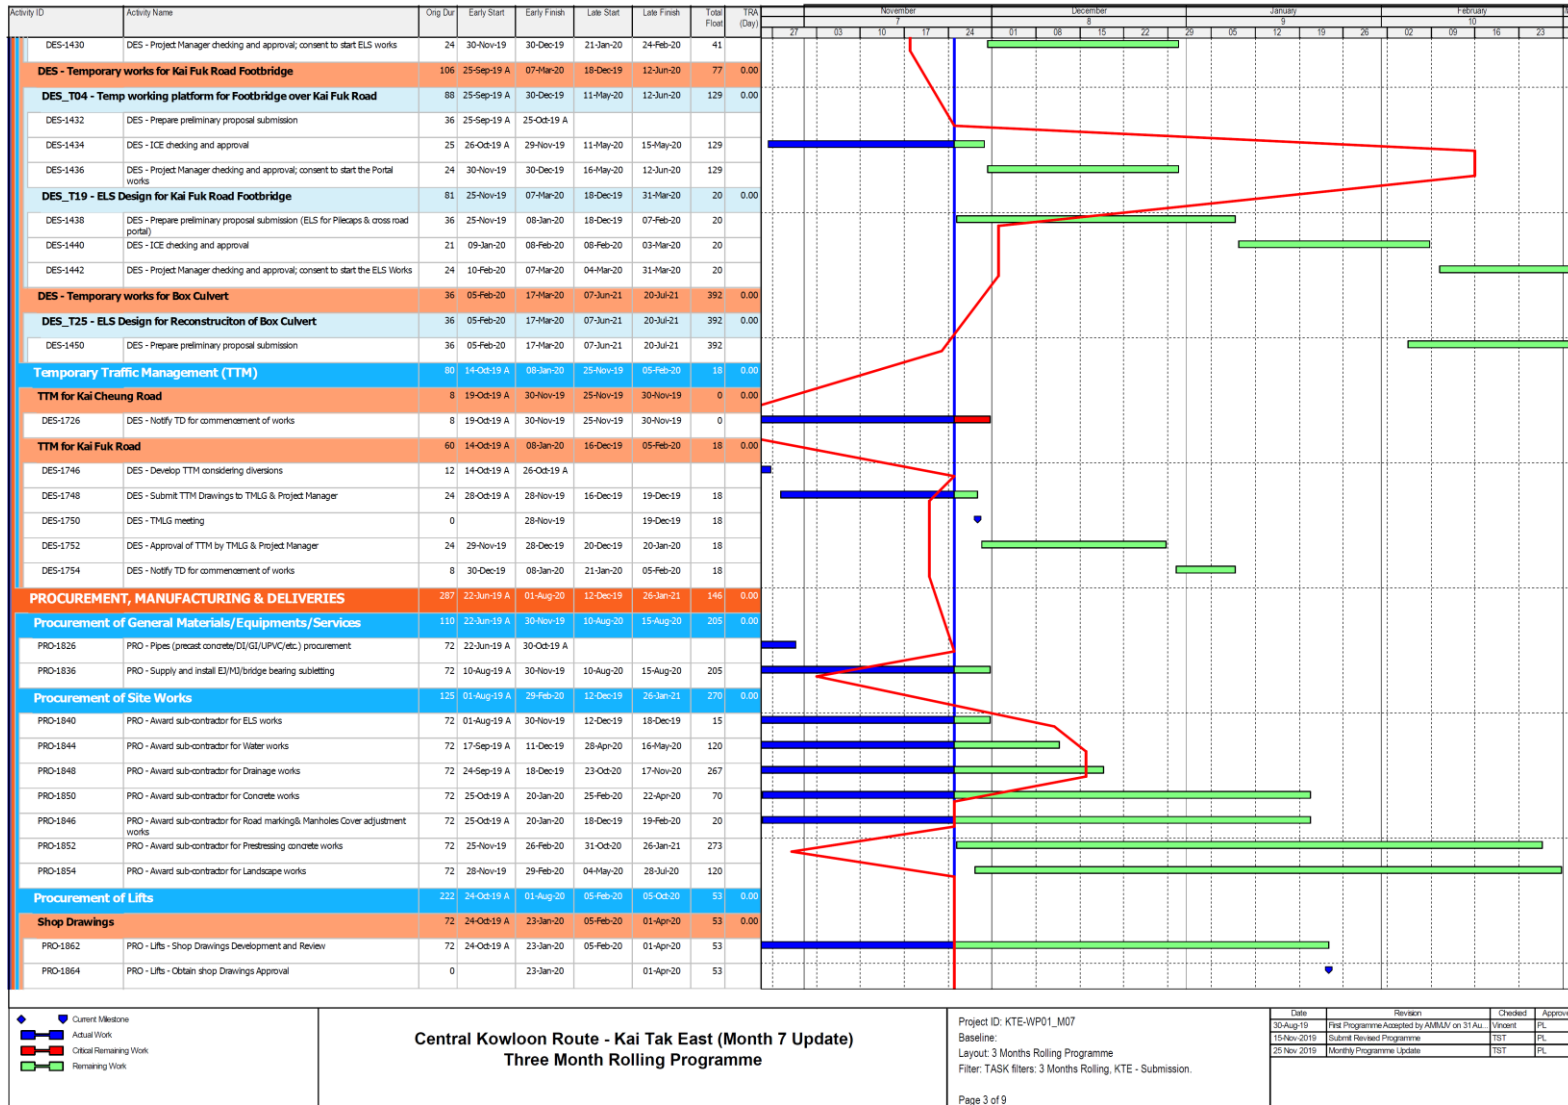 Activity ID Activity Name Orig Dur Early Start Early Finish Late Start Late Finish Total Float TRA (Day) November December January February
7 8 9 10
27 03 10 17 24 01 08 15 22 29 05 12 19 26 02 09 16 23
DES-1430 DES - Project Manager checking and approval; consent to start ELS works 24 30-Nov-19 30-Dec-19 21-Jan-20 24-Feb-20 41
DES - Temporary works for Kai Fuk Road Footbridge 106 25-Sep-19 A 07-Mar-20 18-Dec-19 12-Jun-20 77 0.00
DES_T04 - Temp working platform for Footbridge over Kai Fuk Road 88 25-Sep-19 A 30-Dec-19 11-May-20 12-Jun-20 129 0.00
DES-1432 DES - Prepare preliminary proposal submission 36 25-Sep-19 A 25-Oct-19 A
DES-1434 DES - ICE checking and approval 25 26-Oct-19 A 29-Nov-19 11-May-20 15-May-20 129
DES-1436 DES - Project Manager checking and approval; consent to start the Portal works 24 30-Nov-19 30-Dec-19 16-May-20 12-Jun-20 129
DES_T19 - ELS Design for Kai Fuk Road Footbridge 81 25-Nov-19 07-Mar-20 18-Dec-19 31-Mar-20 20 0.00
DES-1438 DES - Prepare preliminary proposal submission (ELS for Pilecaps & cross road portal) 36 25-Nov-19 08-Jan-20 18-Dec-19 07-Feb-20 20
DES-1440 DES - ICE checking and approval 21 09-Jan-20 08-Feb-20 08-Feb-20 03-Mar-20 20
DES-1442 DES - Project Manager checking and approval; consent to start the ELS Works 24 10-Feb-20 07-Mar-20 04-Mar-20 31-Mar-20 20
DES - Temporary works for Box Culvert 36 05-Feb-20 17-Mar-20 07-Jun-21 20-Jul-21 392 0.00
DES_T25 - ELS Design for Reconstruciton of Box Culvert 36 05-Feb-20 17-Mar-20 07-Jun-21 20-Jul-21 392 0.00
DES-1450 DES - Prepare preliminary proposal submission 36 05-Feb-20 17-Mar-20 07-Jun-21 20-Jul-21 392
Temporary Traffic Management (TTM) 80 14-Oct-19 A 08-Jan-20 25-Nov-19 05-Feb-20 18 0.00
TTM for Kai Cheung Road 8 19-Oct-19 A 30-Nov-19 25-Nov-19 30-Nov-19 0 0.00
DES-1726 DES - Notify TD for commencement of works 8 19-Oct-19 A 30-Nov-19 25-Nov-19 30-Nov-19 0
TTM for Kai Fuk Road 60 14-Oct-19 A 08-Jan-20 16-Dec-19 05-Feb-20 18 0.00
DES-1746 DES - Develop TTM considering diversions 12 14-Oct-19 A 26-Oct-19 A
DES-1748 DES - Submit TTM Drawings to TMLG & Project Manager 24 28-Oct-19 A 28-Nov-19 16-Dec-19 19-Dec-19 18
DES-1750 DES - TMLG meeting 0 28-Nov-19 19-Dec-19 18
DES-1752 DES - Approval of TTM by TMLG & Project Manager 24 29-Nov-19 28-Dec-19 20-Dec-19 20-Jan-20 18
DES-1754 DES - Notify TD for commencement of works 8 30-Dec-19 08-Jan-20 21-Jan-20 05-Feb-20 18
PROCUREMENT, MANUFACTURING & DELIVERIES 287 22-Jun-19 A 01-Aug-20 12-Dec-19 26-Jan-21 146 0.00
Procurement of General Materials/Equipments/Services 110 22-Jun-19 A 30-Nov-19 10-Aug-20 15-Aug-20 205 0.00
PRO-1826 PRO - Pipes (precast concrete/DI/GI/UPVC/etc.) procurement 72 22-Jun-19 A 30-Oct-19 A
PRO-1836 PRO - Supply and install EJ/MJ/bridge bearing subletting 72 10-Aug-19 A 30-Nov-19 10-Aug-20 15-Aug-20 205
Procurement of Site Works 125 01-Aug-19 A 29-Feb-20 12-Dec-19 26-Jan-21 270 0.00
PRO-1840 PRO - Award sub-contractor for ELS works 72 01-Aug-19 A 30-Nov-19 12-Dec-19 18-Dec-19 15
PRO-1844 PRO - Award sub-contractor for Water works 72 17-Sep-19 A 11-Dec-19 28-Apr-20 16-May-20 120
PRO-1848 PRO - Award sub-contractor for Drainage works 72 24-Sep-19 A 18-Dec-19 23-Oct-20 17-Nov-20 267
PRO-1850 PRO - Award sub-contractor for Concrete works 72 25-Oct-19 A 20-Jan-20 25-Feb-20 22-Apr-20 70
PRO-1846 PRO - Award sub-contractor for Road marking& Manholes Cover adjustment works 72 25-Oct-19 A 20-Jan-20 18-Dec-19 19-Feb-20 20
PRO-1852 PRO - Award sub-contractor for Prestressing concrete works 72 25-Nov-19 26-Feb-20 31-Oct-20 26-Jan-21 273
PRO-1854 PRO - Award sub-contractor for Landscape works 72 28-Nov-19 29-Feb-20 04-May-20 28-Jul-20 120
Procurement of Lifts 222 24-Oct-19 A 01-Aug-20 05-Feb-20 05-Oct-20 53 0.00
Shop Drawings 72 24-Oct-19 A 23-Jan-20 05-Feb-20 01-Apr-20 53 0.00
PRO-1862 PRO - Lifts - Shop Drawings Development and Review 72 24-Oct-19 A 23-Jan-20 05-Feb-20 01-Apr-20 53
PRO-1864 PRO - Lifts - Obtain shop Drawings Approval 0 23-Jan-20 01-Apr-20 53
Current Milestone
Actual Work
Critical Remaining Work
Remaining Work
Central Kowloon Route - Kai Tak East (Month 7 Update)
Three Month Rolling Programme
Project ID: KTE-WP01_M07
Baseline:
Layout: 3 Months Rolling Programme
Filter: TASK filters: 3 Months Rolling, KTE - Submission.
Page 3 of 9
Date Revision Checked Approve
30-Aug-19 First Programme Accepted by AMMJV on 31 Au... Vincent PL
15-Nov-2019 Submit Revised Programme TST PL
25 Nov 2019 Monthly Programme Update TST PL